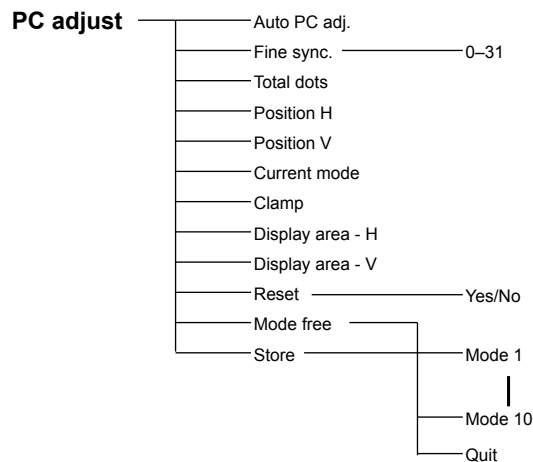 PC adjust
Auto PC adj.
Fine sync.
0–31
Total dots
Position H
Position V
Current mode
Clamp
Display area - H
Display area - V
Reset
Yes/No
Mode free
Store
Mode 1
Mode 10
Quit